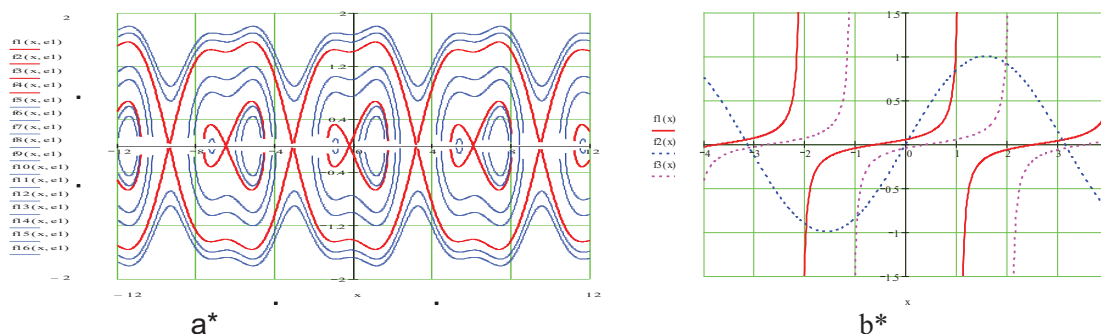 2
f1(x,e1)
f2(x,e1)
f3(x,e1)
f4(x,e1)
f5(x,e1)
f6(x,e1)
f7(x,e1)
f8(x,e1)
f9(x,e1)
f10(x,e1)
f11(x,e1)
f12(x,e1)
f13(x,e1)
f14(x,e1)
f15(x,e1)
f16(x,e1)
−2
2
1.2
0.4
−12 −8 −4 0 4 8 12
−0.4
−1.2
−2
−12 x 12
a*
f1(x)
f2(x)
f3(x)
1
0.5
−4 −3 −2 −1 0 1 2 3
−0.5
−1
−1.5
x
b*